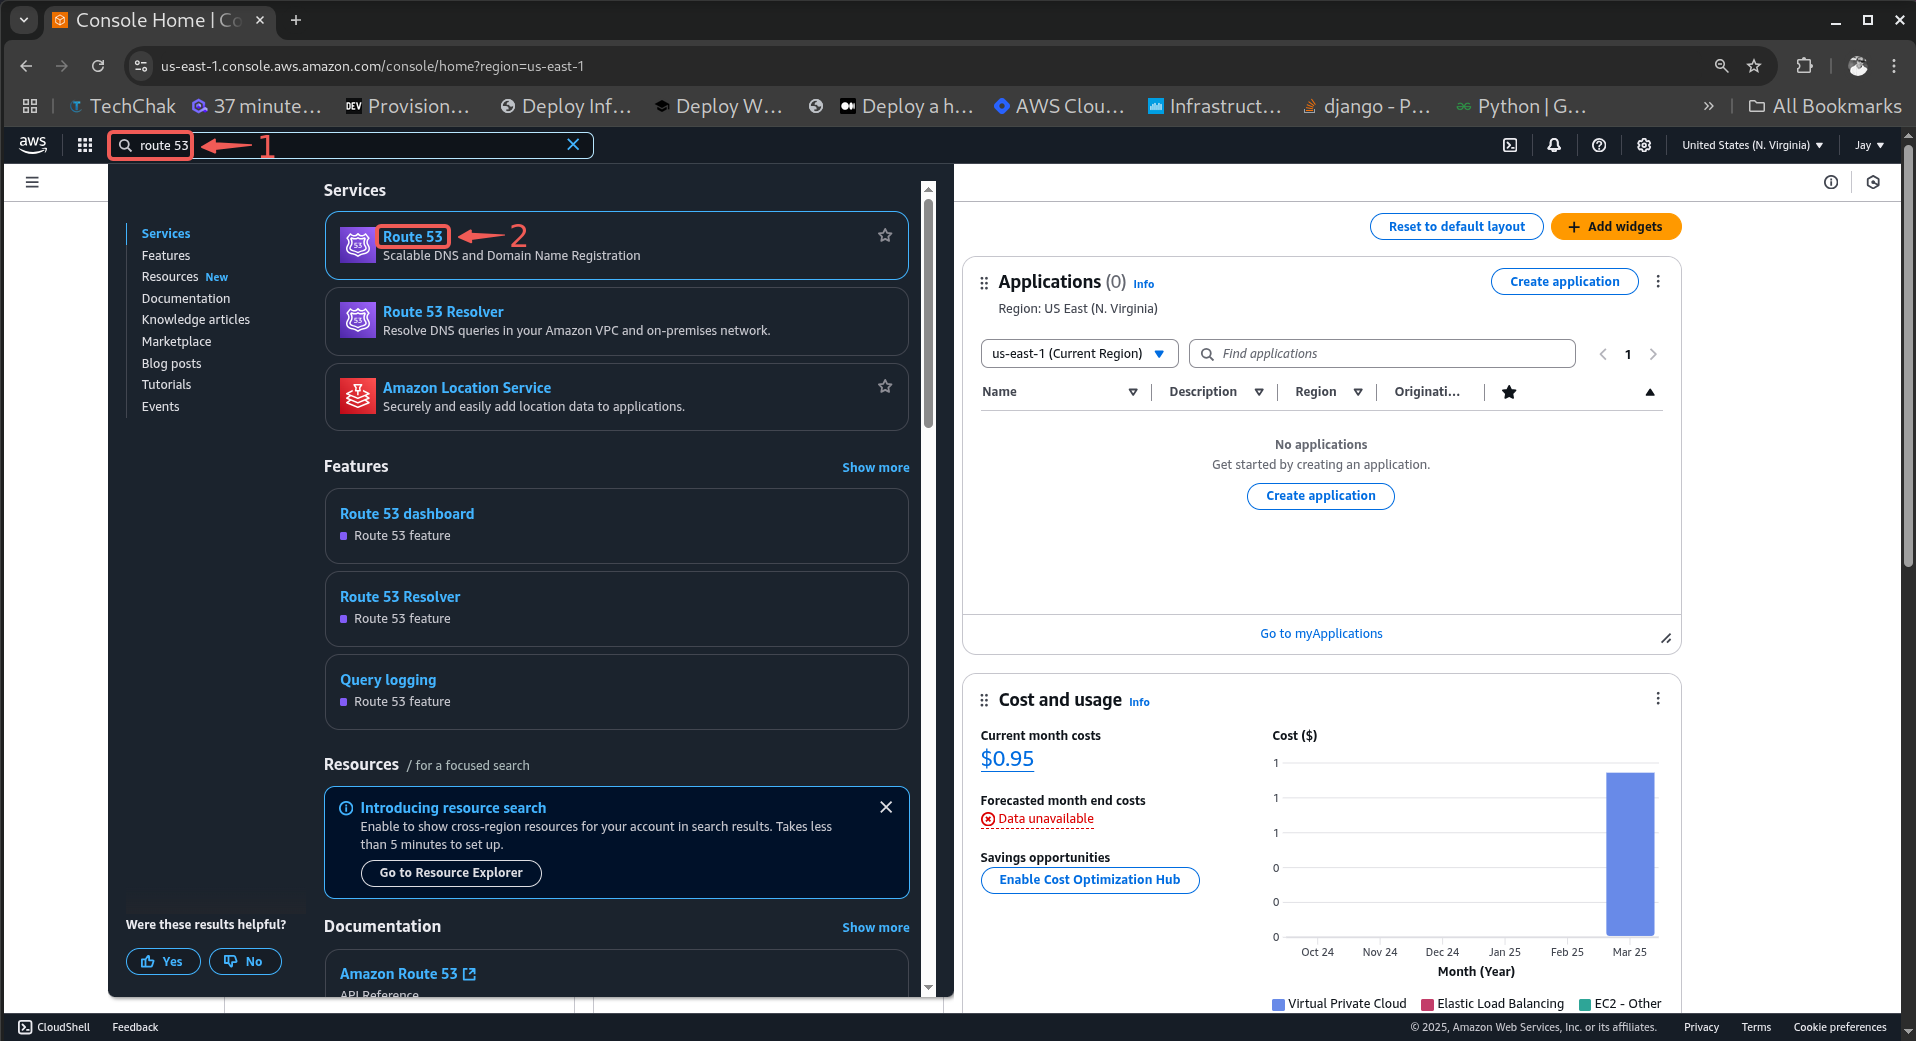 Console Home | Co
us-east-1.console.aws.amazon.com/console/home?region=us-east-1
TechChak
37 minute...
DEV Provision...
Deploy Inf...
Deploy W...
Deploy a h...
AWS Clou...
Infrastruct...
django - P...
Python | G...
All Bookmarks
aws
route 53
1
United States (N. Virginia)
Jay
Services
Features
Resources New
Documentation
Knowledge articles
Marketplace
Blog posts
Tutorials
Events
Were these results helpful?
Yes
No
Services
53
Route 53
2
Scalable DNS and Domain Name Registration
53
Route 53 Resolver
Resolve DNS queries in your Amazon VPC and on-premises network.
Amazon Location Service
Securely and easily add location data to applications.
Features
Show more
Route 53 dashboard
Route 53 feature
Route 53 Resolver
Route 53 feature
Query logging
Route 53 feature
Resources / for a focused search
Introducing resource search
Enable to show cross-region resources for your account in search results. Takes less
than 5 minutes to set up.
Go to Resource Explorer
Documentation
Show more
Amazon Route 53
API Reference
Reset to default layout
Add widgets
Applications (0) Info
Region: US East (N. Virginia)
Create application
us-east-1 (Current Region)
Find applications
1
Name
Description
Region
Originati...
No applications
Get started by creating an application.
Create application
Go to myApplications
Cost and usage Info
Current month costs
$0.95
Forecasted month end costs
Data unavailable
Savings opportunities
Enable Cost Optimization Hub
Cost ($)
1
1
1
0
0
0
Oct 24
Nov 24
Dec 24
Jan 25
Feb 25
Mar 25
Month (Year)
Virtual Private Cloud
Elastic Load Balancing
EC2 - Other
CloudShell
Feedback
© 2025, Amazon Web Services, Inc. or its affiliates.
Privacy
Terms
Cookie preferences